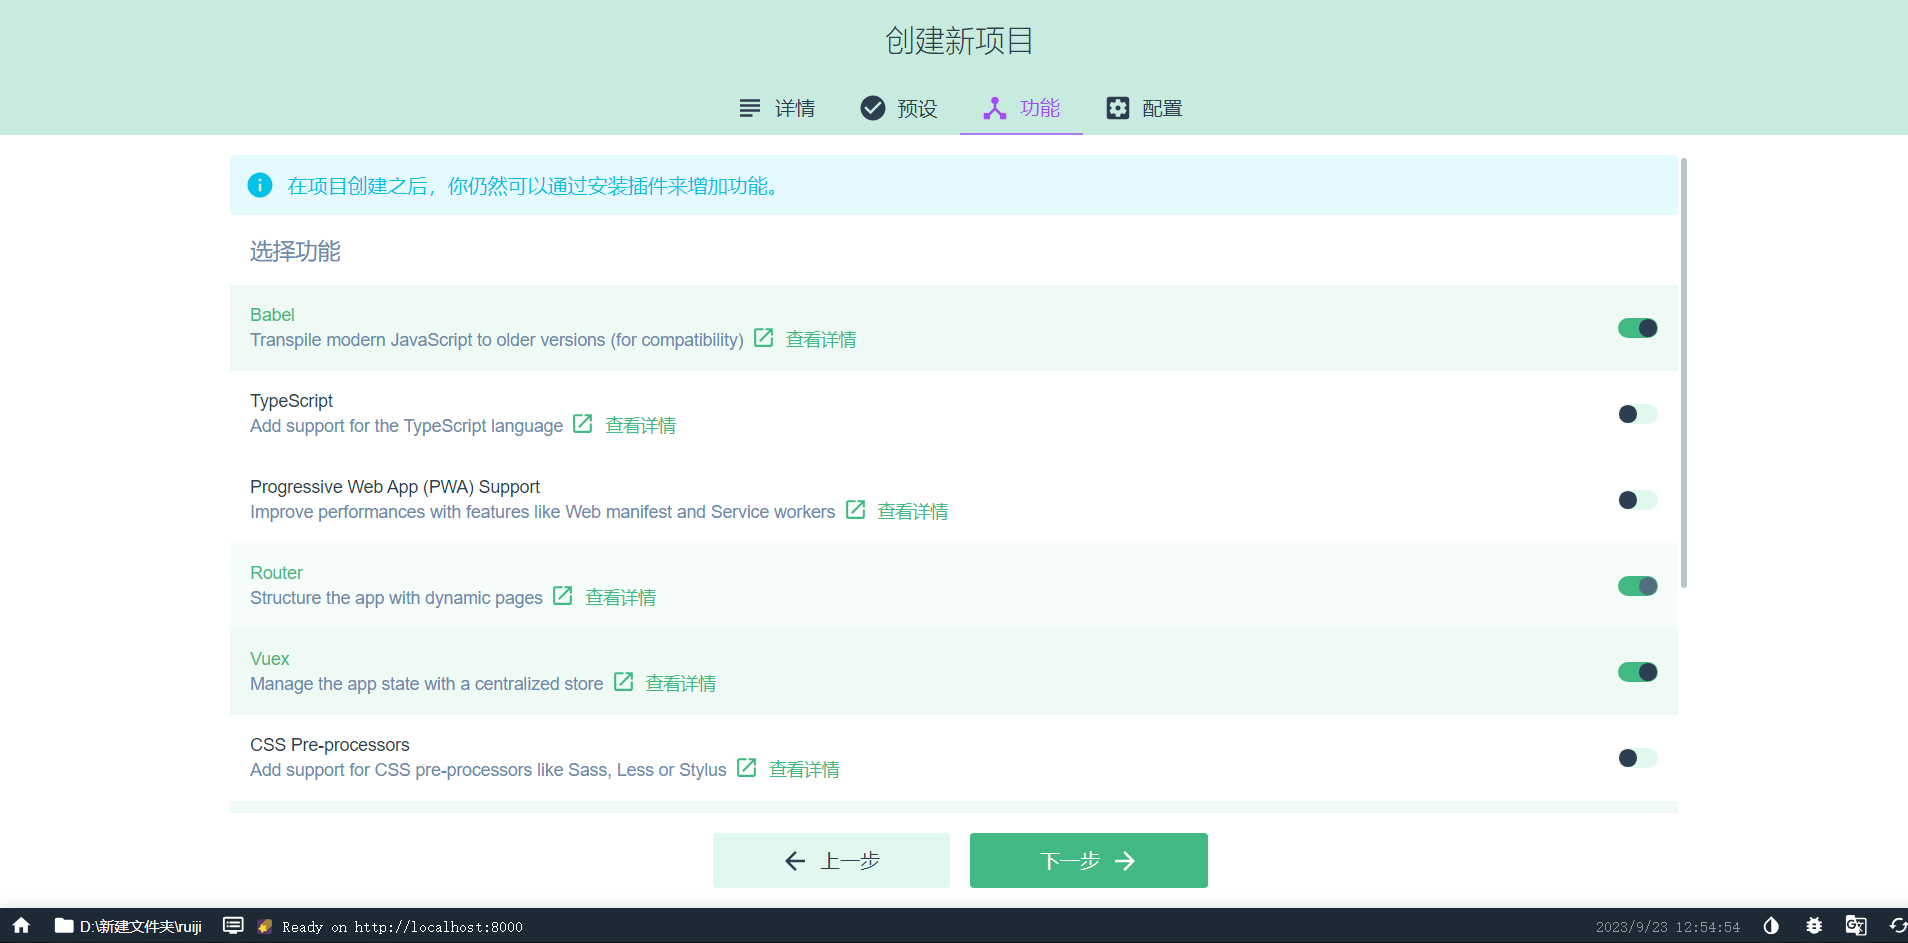 创建新项目
详情 预设 功能 配置
在项目创建之后，你仍然可以通过安装插件来增加功能。
选择功能
Babel
Transpile modern JavaScript to older versions (for compatibility) 查看详情
TypeScript
Add support for the TypeScript language 查看详情
Progressive Web App (PWA) Support
Improve performances with features like Web manifest and Service workers 查看详情
Router
Structure the app with dynamic pages 查看详情
Vuex
Manage the app state with a centralized store 查看详情
CSS Pre-processors
Add support for CSS pre-processors like Sass, Less or Stylus 查看详情
上一步 下一步
D:\新建文件夹\ruiji Ready on http://localhost:8000 2023/9/23 12:54:54